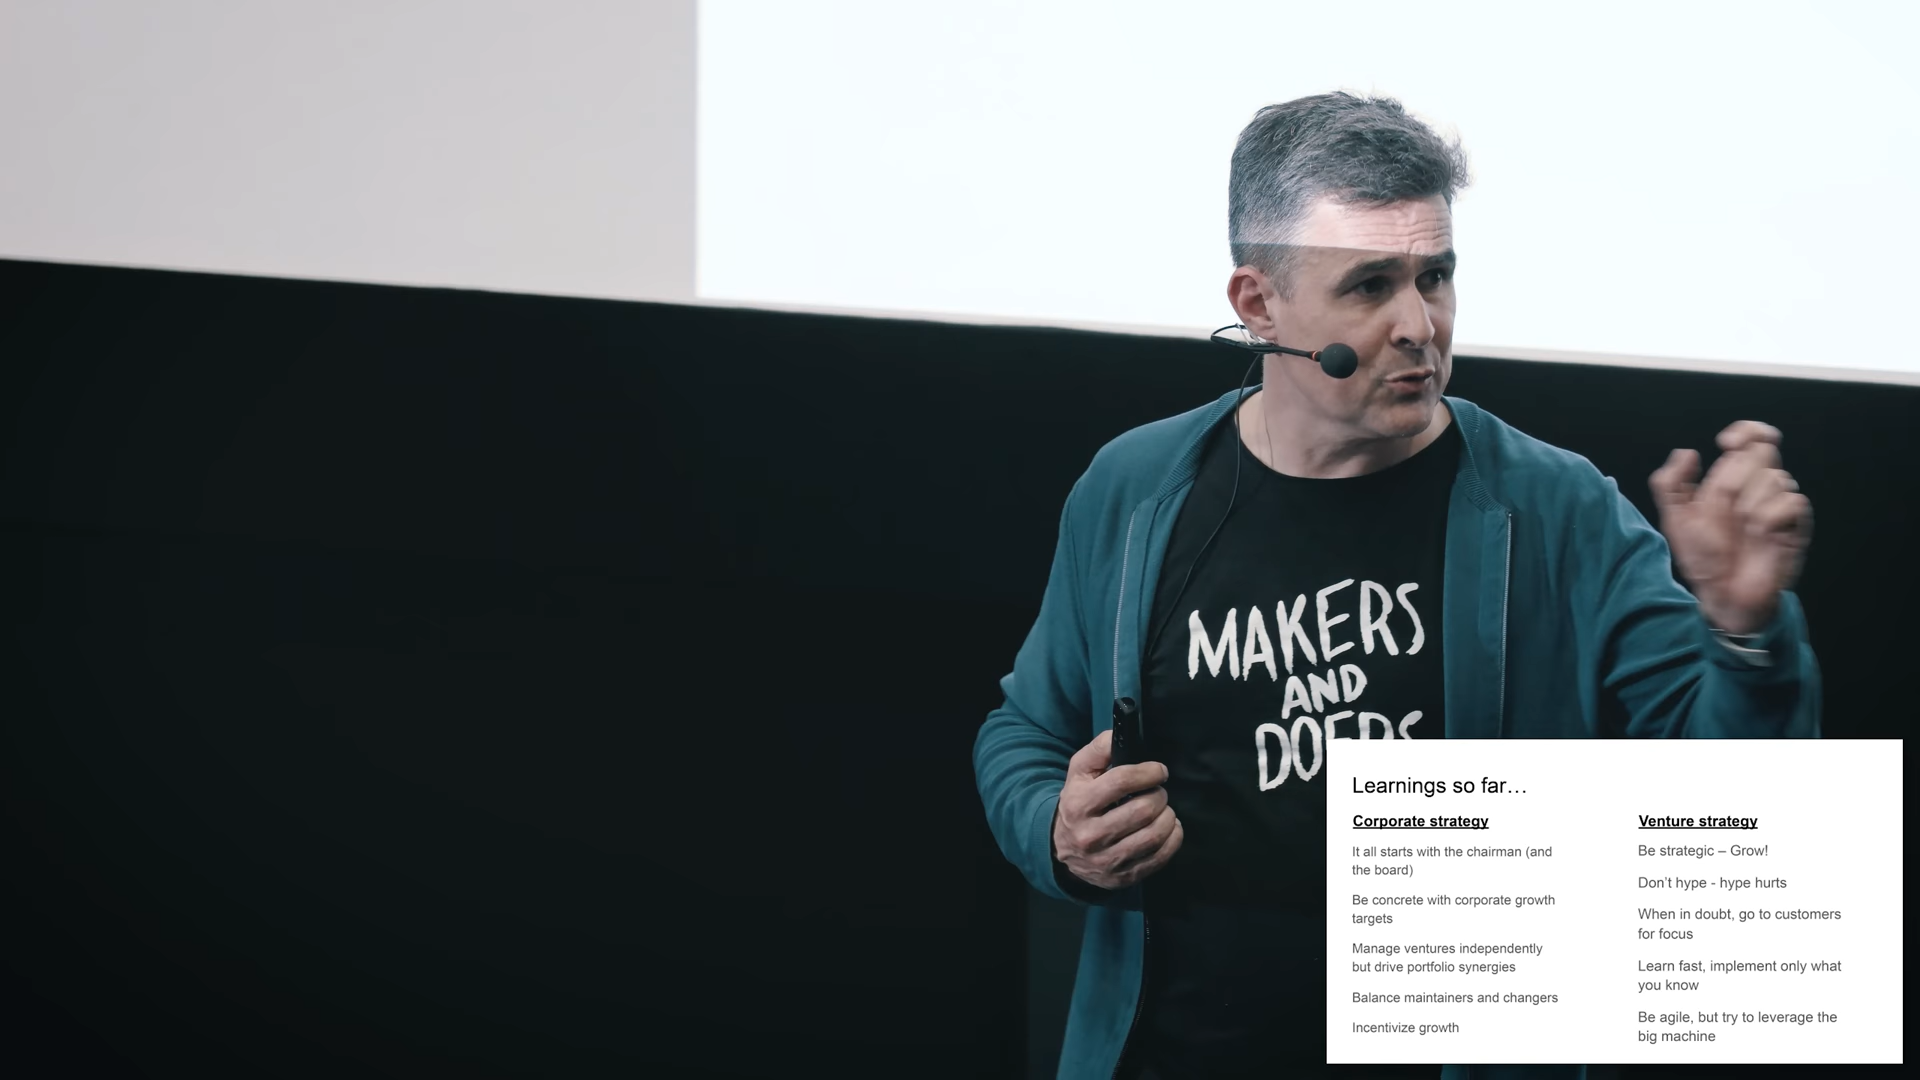 MAKERS
AND
Learnings so far…
Corporate strategy
It all starts with the chairman (and
the board)
Be concrete with corporate growth
targets
Manage ventures independently
but drive portfolio synergies
Balance maintainers and changers
Incentivize growth
Venture strategy
Be strategic – Grow!
Don’t hype - hype hurts
When in doubt, go to customers
for focus
Learn fast, implement only what
you know
Be agile, but try to leverage the
big machine